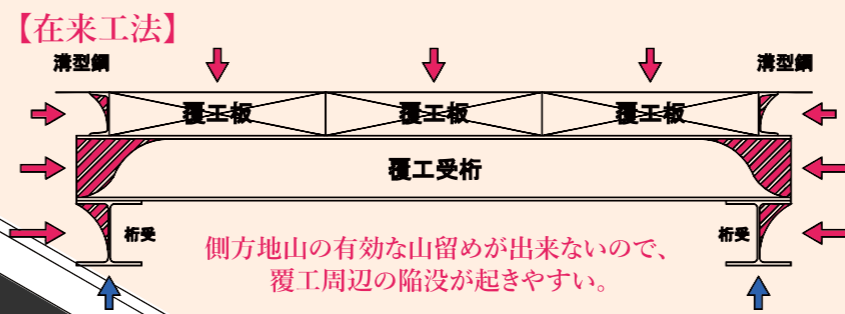 【在来工法】
溝型鋼 溝型鋼
覆工板 覆工板 覆工板
覆工受桁
桁受 桁受
側方地山の有効な山留めが出来ないので、
覆工周辺の陥没が起きやすい。